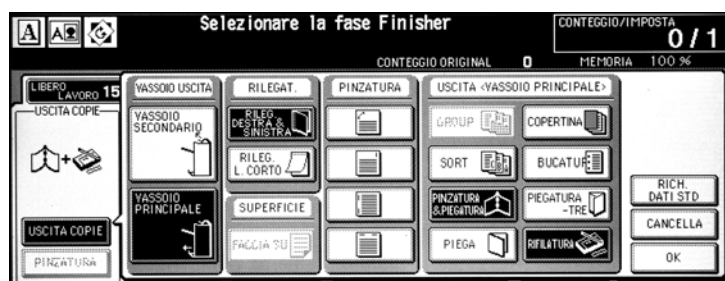 Selezionare la fase Finisher
CONTEGGIO/IMPOSTA
0/1
CONTEGGIO ORIGINAL 0 MEMORIA 100 %
LIBERO
LAVORO 15
USCITA COPIE
USCITA COPIE
PINZATURA
VASSOIO USCITA
VASSOIO
SECONDARIO
VASSOIO
PRINCIPALE
RILEGAT.
RILEG.
DESTRA &
SINISTRA
RILEG.
L. CORTO
SUPERFICIE
FACCIA SU
PINZATURA
USCITA <VASSOIO PRINCIPALE>
GROUP
COPERTINA
SORT
BUCATUR
PINZATURA
&PIEGATURA
PIEGATURA
-TRE
PIEGA
RIFILATURA
RICH.
DATI STD
CANCELLA
OK